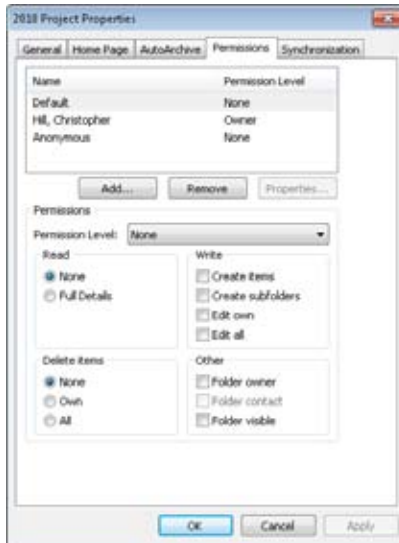 2010 Project Properties
General Home Page AutoArchive Permissions Synchronization
Name Permission Level
Default None
Hill, Christopher Owner
Anonymous None
Add... Remove Properties...
Permissions
Permission Level: None
Read Write
None Create items
Full Details Create subfolders
Edit own
Edit all
Delete items Other
None Folder owner
Own Folder contact
All Folder visible
OK Cancel Apply